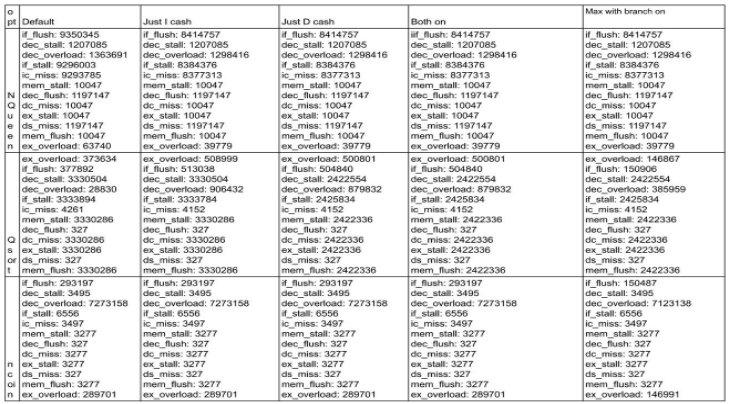 opt Default Just I cash Just D cash Both on Max with branch on
NQueen
if_flush: 9350345
dec_stall: 1207085
dec_overload: 1363691
if_stall: 9296003
ic_miss: 9293785
mem_stall: 10047
dec_flush: 1197147
dc_miss: 10047
ex_stall: 10047
ds_miss: 1197147
mem_flush: 10047
ex_overload: 63740
if_flush: 8414757
dec_stall: 1207085
dec_overload: 1298416
if_stall: 8384376
ic_miss: 8377313
mem_stall: 10047
dec_flush: 1197147
dc_miss: 10047
ex_stall: 10047
ds_miss: 1197147
mem_flush: 10047
ex_overload: 39779
if_flush: 8414757
dec_stall: 1207085
dec_overload: 1298416
if_stall: 8384376
ic_miss: 8377313
mem_stall: 10047
dec_flush: 1197147
dc_miss: 10047
ex_stall: 10047
ds_miss: 1197147
mem_flush: 10047
ex_overload: 39779
iif_flush: 8414757
dec_stall: 1207085
dec_overload: 1298416
if_stall: 8384376
ic_miss: 8377313
mem_stall: 10047
dec_flush: 1197147
dc_miss: 10047
ex_stall: 10047
ds_miss: 1197147
mem_flush: 10047
ex_overload: 39779
if_flush: 8414757
dec_stall: 1207085
dec_overload: 1298416
if_stall: 8384376
ic_miss: 8377313
mem_stall: 10047
dec_flush: 1197147
dc_miss: 10047
ex_stall: 10047
ds_miss: 1197147
mem_flush: 10047
ex_overload: 39779
Qsort
ex_overload: 373634
if_flush: 377892
dec_stall: 3330504
dec_overload: 28830
if_stall: 3333894
ic_miss: 4261
mem_stall: 3330286
dec_flush: 327
dc_miss: 3330286
ex_stall: 3330286
ds_miss: 327
mem_flush: 3330286
ex_overload: 508999
if_flush: 513038
dec_stall: 3330504
dec_overload: 906432
if_stall: 3333784
ic_miss: 4152
mem_stall: 3330286
dec_flush: 327
dc_miss: 3330286
ex_stall: 3330286
ds_miss: 327
mem_flush: 3330286
ex_overload: 500801
if_flush: 504840
dec_stall: 2422554
dec_overload: 879832
if_stall: 2425834
ic_miss: 4152
mem_stall: 2422336
dec_flush: 327
dc_miss: 2422336
ex_stall: 2422336
ds_miss: 327
mem_flush: 2422336
ex_overload: 500801
if_flush: 504840
dec_stall: 2422554
dec_overload: 879832
if_stall: 2425834
ic_miss: 4152
mem_stall: 2422336
dec_flush: 327
dc_miss: 2422336
ex_stall: 2422336
ds_miss: 327
mem_flush: 2422336
ex_overload: 146867
if_flush: 150906
dec_stall: 2422554
dec_overload: 385959
if_stall: 2425834
ic_miss: 4152
mem_stall: 2422336
dec_flush: 327
dc_miss: 2422336
ex_stall: 2422336
ds_miss: 327
mem_flush: 2422336
ncoin
if_flush: 293197
dec_stall: 3495
dec_overload: 7273158
if_stall: 6556
ic_miss: 3497
mem_stall: 3277
dec_flush: 327
dc_miss: 3277
ex_stall: 3277
ds_miss: 327
mem_flush: 3277
ex_overload: 289701
if_flush: 293197
dec_stall: 3495
dec_overload: 7273158
if_stall: 6556
ic_miss: 3497
mem_stall: 3277
dec_flush: 327
dc_miss: 3277
ex_stall: 3277
ds_miss: 327
mem_flush: 3277
ex_overload: 289701
if_flush: 293197
dec_stall: 3495
dec_overload: 7273158
if_stall: 6556
ic_miss: 3497
mem_stall: 3277
dec_flush: 327
dc_miss: 3277
ex_stall: 3277
ds_miss: 327
mem_flush: 3277
ex_overload: 289701
if_flush: 293197
dec_stall: 3495
dec_overload: 7273158
if_stall: 6556
ic_miss: 3497
mem_stall: 3277
dec_flush: 327
dc_miss: 3277
ex_stall: 3277
ds_miss: 327
mem_flush: 3277
ex_overload: 289701
if_flush: 150487
dec_stall: 3495
dec_overload: 7123138
if_stall: 6556
ic_miss: 3497
mem_stall: 3277
dec_flush: 327
dc_miss: 3277
ex_stall: 3277
ds_miss: 327
mem_flush: 3277
ex_overload: 146991